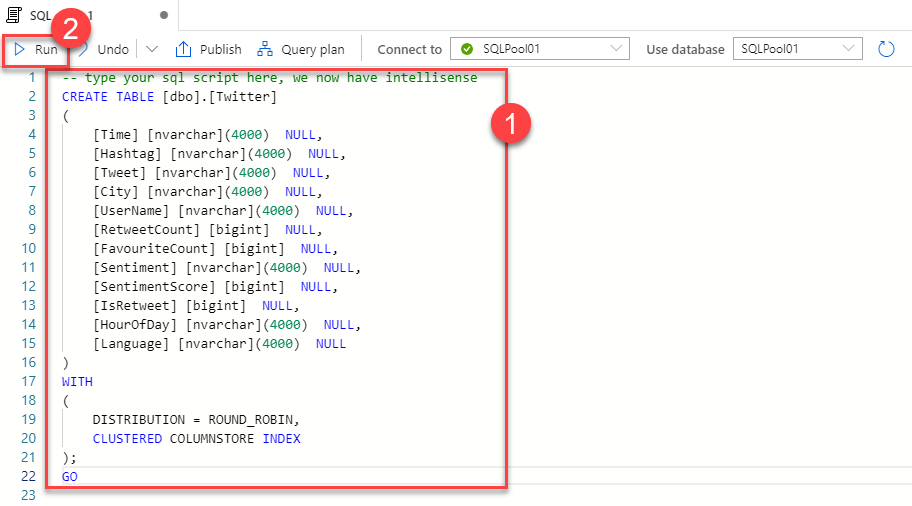 SQL 1
2
Run Undo Publish Query plan Connect to SQLPool01 Use database SQLPool01
1
1 -- type your sql script here, we now have intellisense
2 CREATE TABLE [dbo].[Twitter]
3 (
4 [Time] [nvarchar](4000)  NULL,
5 [Hashtag] [nvarchar](4000)  NULL,
6 [Tweet] [nvarchar](4000)  NULL,
7 [City] [nvarchar](4000)  NULL,
8 [UserName] [nvarchar](4000)  NULL,
9 [RetweetCount] [bigint]  NULL,
10 [FavouriteCount] [bigint]  NULL,
11 [Sentiment] [nvarchar](4000)  NULL,
12 [SentimentScore] [bigint]  NULL,
13 [IsRetweet] [bigint]  NULL,
14 [HourOfDay] [nvarchar](4000)  NULL,
15 [Language] [nvarchar](4000)  NULL
16 )
17 WITH
18 (
19 DISTRIBUTION = ROUND_ROBIN,
20 CLUSTERED COLUMNSTORE INDEX
21 );
22 GO
23